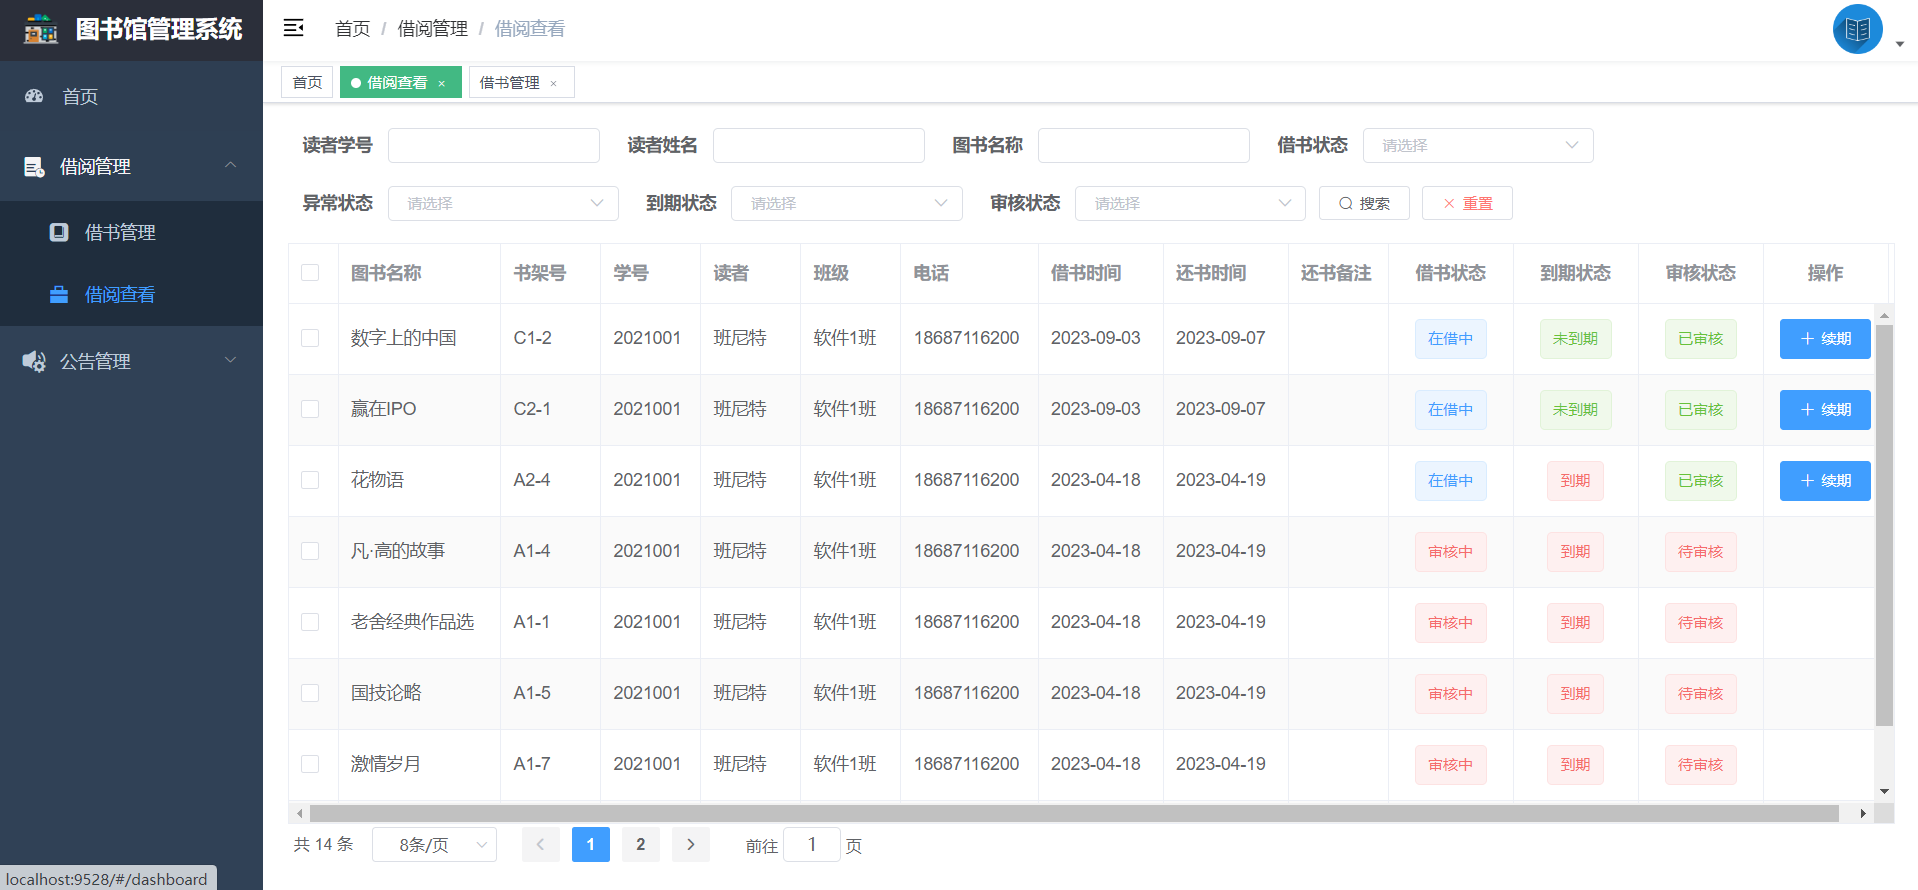 图书馆管理系统
首页 / 借阅管理 / 借阅查看
首页
借阅管理
借书管理
借阅查看
公告管理
首页 借阅查看 × 借书管理 ×
读者学号 读者姓名 图书名称 借书状态 请选择
异常状态 请选择 到期状态 请选择 审核状态 请选择 搜索 重置
图书名称 书架号 学号 读者 班级 电话 借书时间 还书时间 还书备注 借书状态 到期状态 审核状态 操作
数字上的中国 C1-2 2021001 班尼特 软件1班 18687116200 2023-09-03 2023-09-07 在借中 未到期 已审核 续期
赢在IPO C2-1 2021001 班尼特 软件1班 18687116200 2023-09-03 2023-09-07 在借中 未到期 已审核 续期
花物语 A2-4 2021001 班尼特 软件1班 18687116200 2023-04-18 2023-04-19 在借中 到期 已审核 续期
凡·高的故事 A1-4 2021001 班尼特 软件1班 18687116200 2023-04-18 2023-04-19 审核中 到期 待审核
老舍经典作品选 A1-1 2021001 班尼特 软件1班 18687116200 2023-04-18 2023-04-19 审核中 到期 待审核
国技论略 A1-5 2021001 班尼特 软件1班 18687116200 2023-04-18 2023-04-19 审核中 到期 待审核
激情岁月 A1-7 2021001 班尼特 软件1班 18687116200 2023-04-18 2023-04-19 审核中 到期 待审核
共 14 条 8条/页 1 2 前往 1 页
localhost:9528/#/dashboard